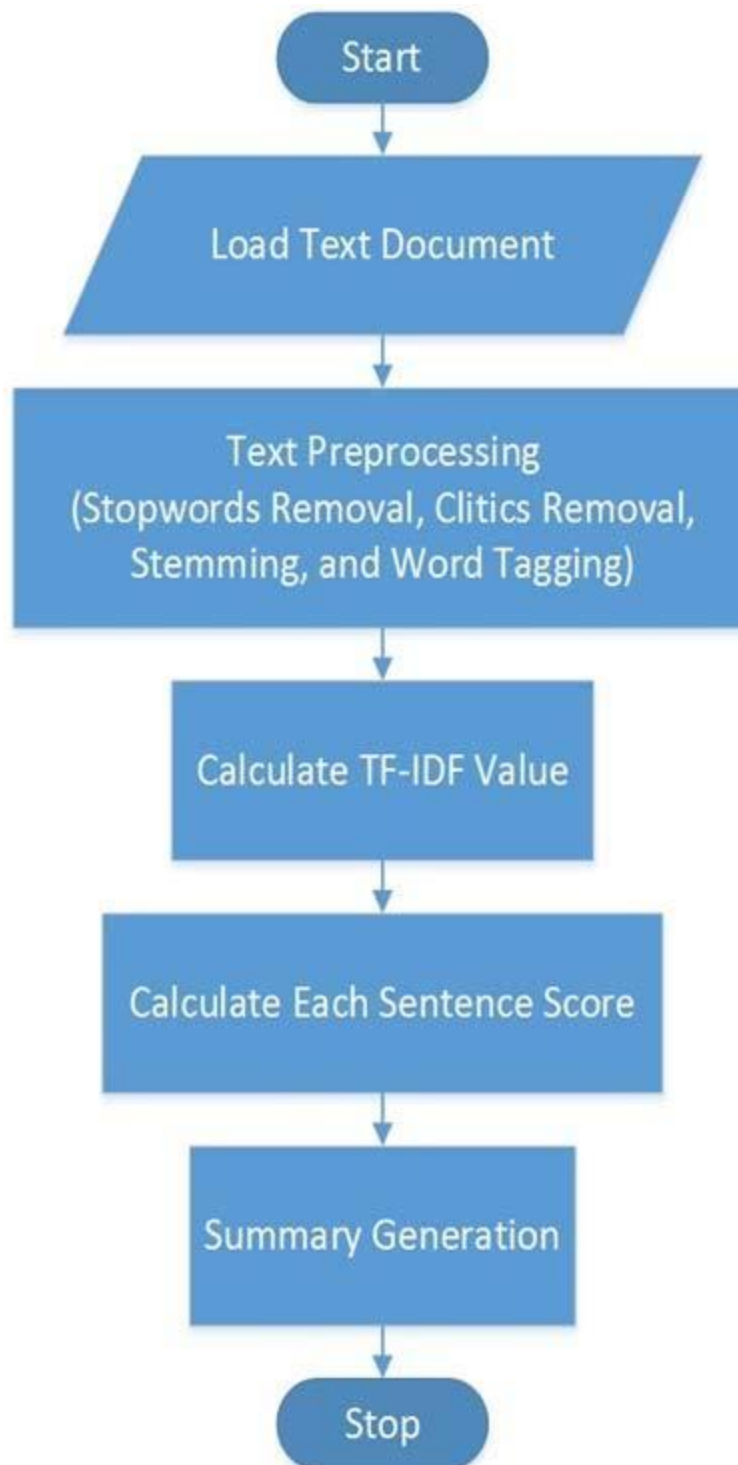 Start
Load Text Document
Text Preprocessing
(Stopwords Removal, Clitics Removal,
Stemming, and Word Tagging)
Calculate TF-IDF Value
Calculate Each Sentence Score
Summary Generation
Stop